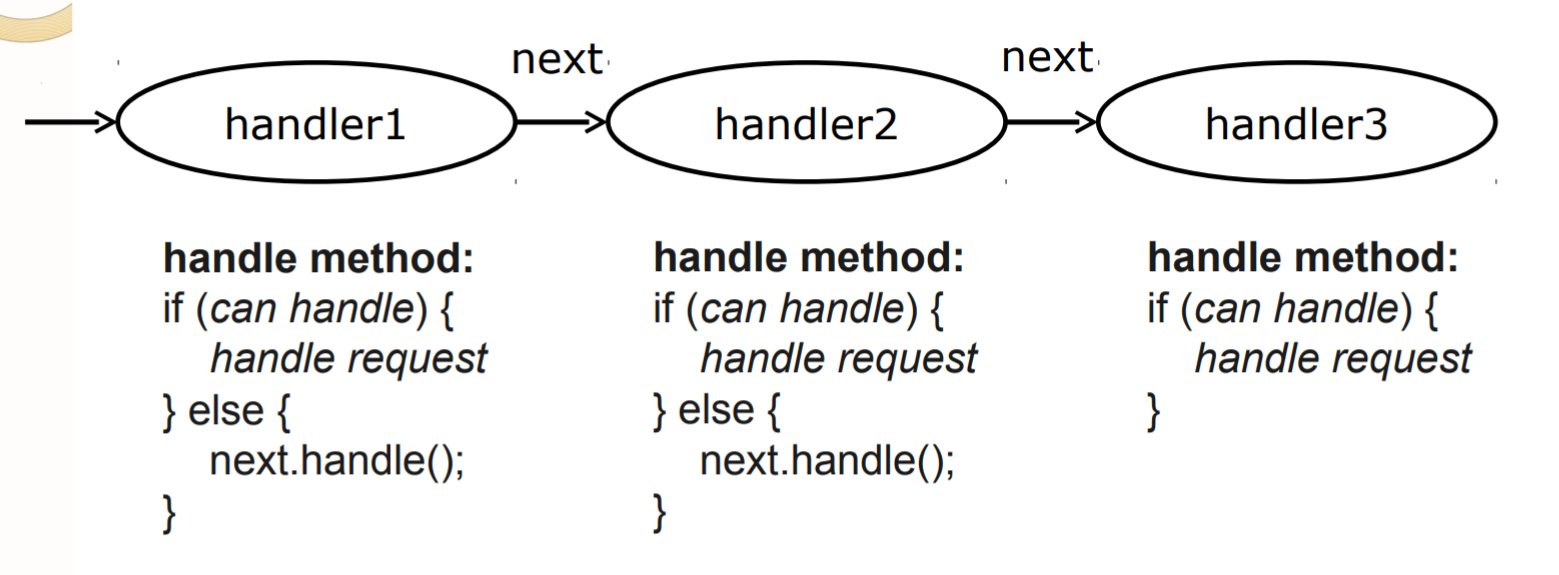 next
next
handler1
handler2
handler3
handle method:
if (can handle) {
handle request
} else {
next.handle();
}
handle method:
if (can handle) {
handle request
} else {
next.handle();
}
handle method:
if (can handle) {
handle request
}